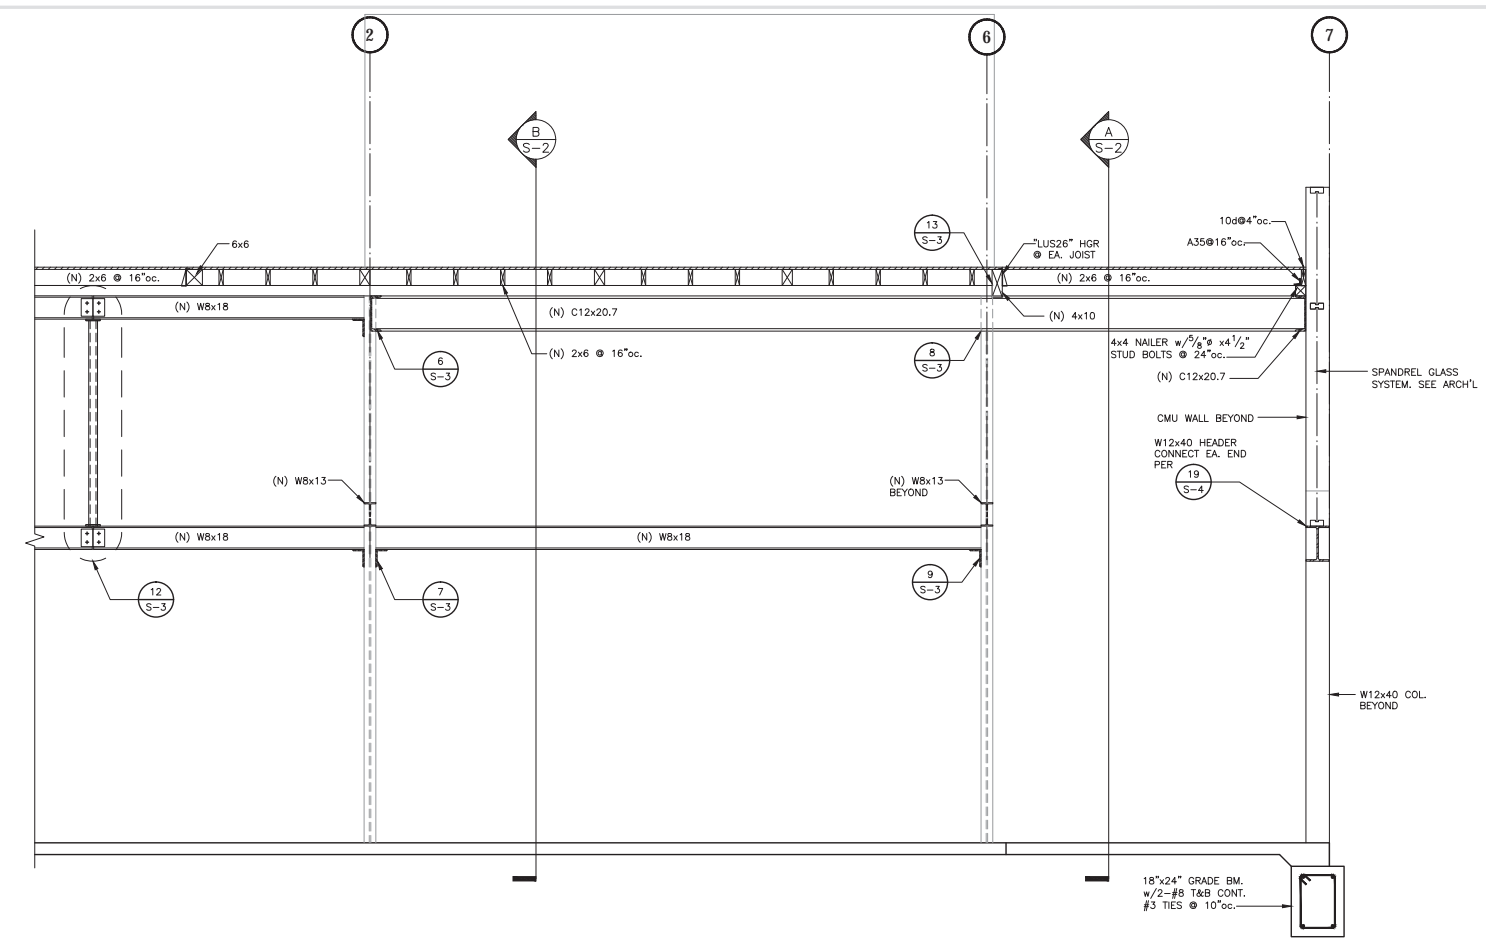 2
6
7
B
S-2
A
S-2
13
S-3
10d@4"oc.
6x6
"LUS26" HGR
@ EA. JOIST
A35@16"oc.
(N) 2x6 @ 16"oc.
(N) 2x6 @ 16"oc.
(N) W8x18
(N) C12x20.7
(N) 4x10
(N) 2x6 @ 16"oc.
6
S-3
8
S-3
4x4 NAILER w/5/8"ø x4 1/2"
STUD BOLTS @ 24"oc.
(N) C12x20.7
SPANDREL GLASS
SYSTEM. SEE ARCH'L
CMU WALL BEYOND
W12x40 HEADER
CONNECT EA. END
PER
19
S-4
(N) W8x13
(N) W8x13
BEYOND
(N) W8x18
(N) W8x18
12
S-3
7
S-3
9
S-3
W12x40 COL.
BEYOND
18"x24" GRADE BM.
w/2-#8 T&B CONT.
#3 TIES @ 10"oc.